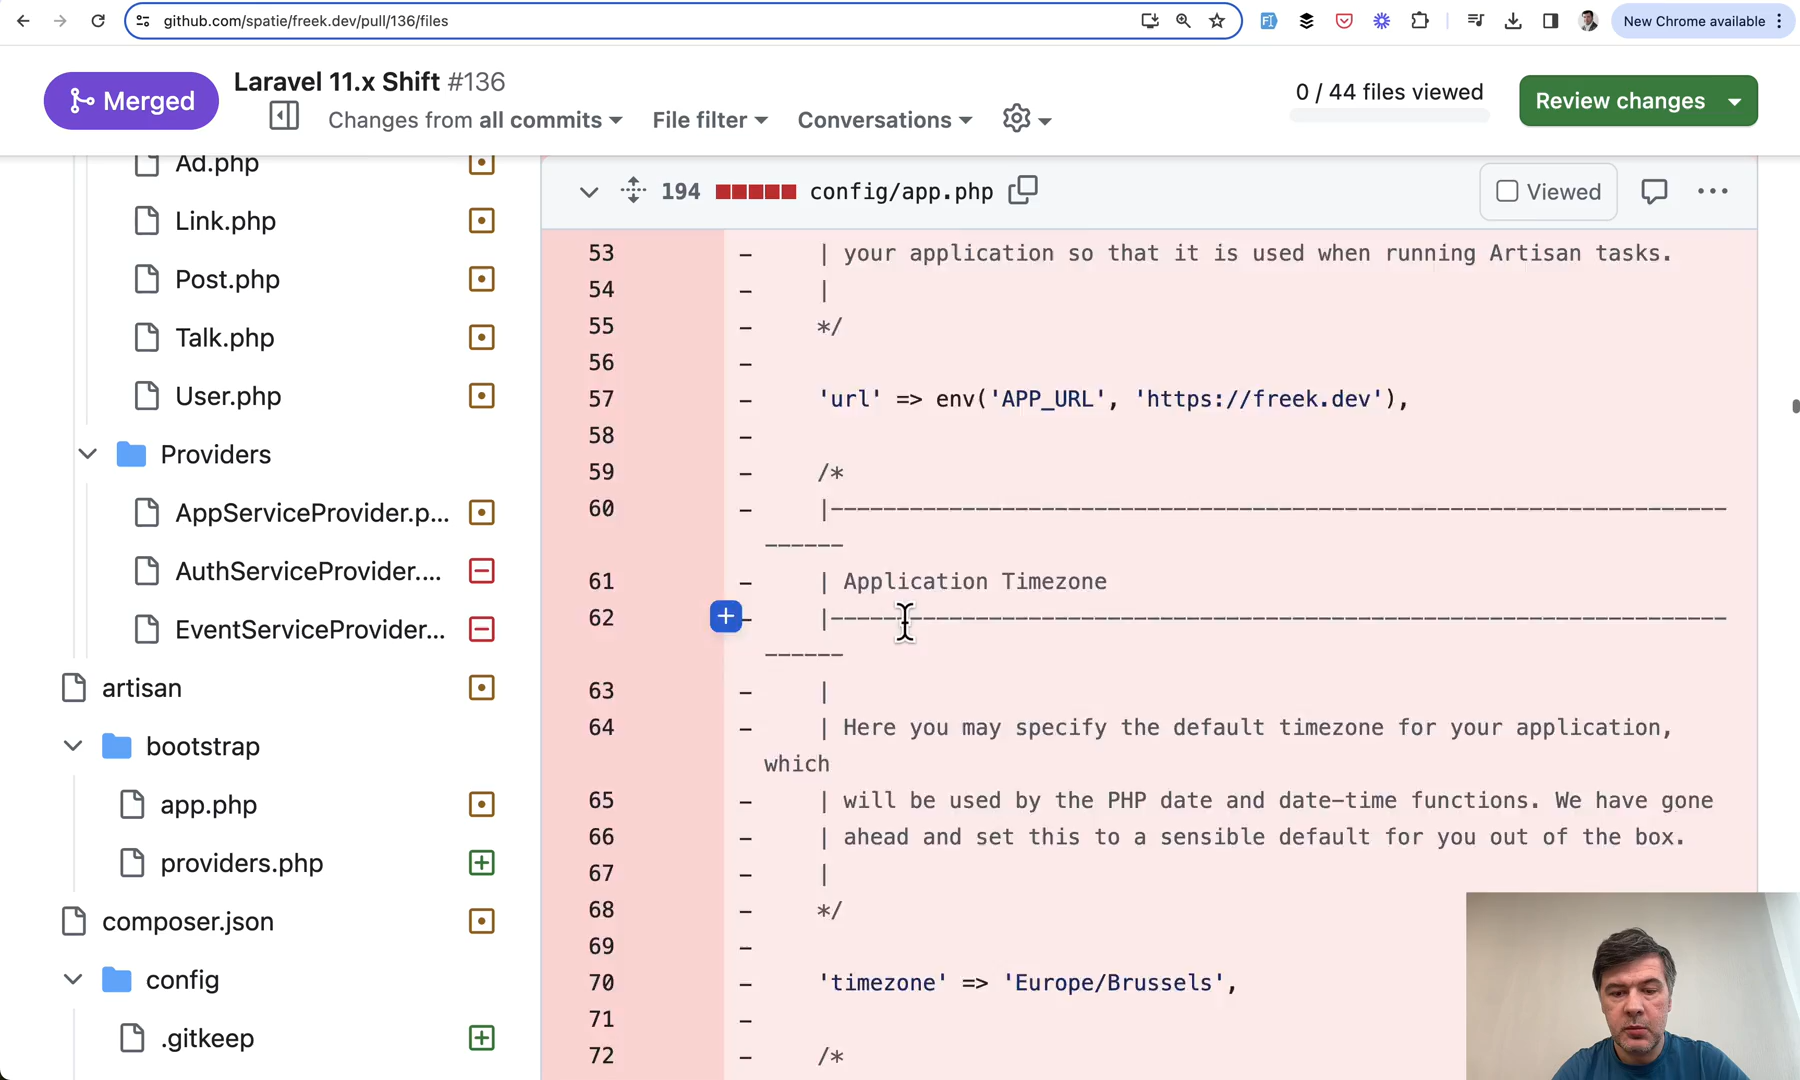 github.com/spatie/freek.dev/pull/136/files
New Chrome available
Merged
Laravel 11.x Shift #136
Changes from all commits
File filter
Conversations
0 / 44 files viewed
Review changes
Ad.php
Link.php
Post.php
Talk.php
User.php
Providers
AppServiceProvider.p...
AuthServiceProvider....
EventServiceProvider...
artisan
bootstrap
app.php
providers.php
composer.json
config
.gitkeep
194 config/app.php
Viewed
53 - | your application so that it is used when running Artisan tasks.
54 - |
55 - */
56 -
57 - 'url' => env('APP_URL', 'https://freek.dev'),
58 -
59 - /*
60 - |--------------------------------------------------------------------
------
61 - | Application Timezone
62 - |--------------------------------------------------------------------
------
63 - |
64 - | Here you may specify the default timezone for your application,
which
65 - | will be used by the PHP date and date-time functions. We have gone
66 - | ahead and set this to a sensible default for you out of the box.
67 - |
68 - */
69 -
70 - 'timezone' => 'Europe/Brussels',
71 -
72 - /*